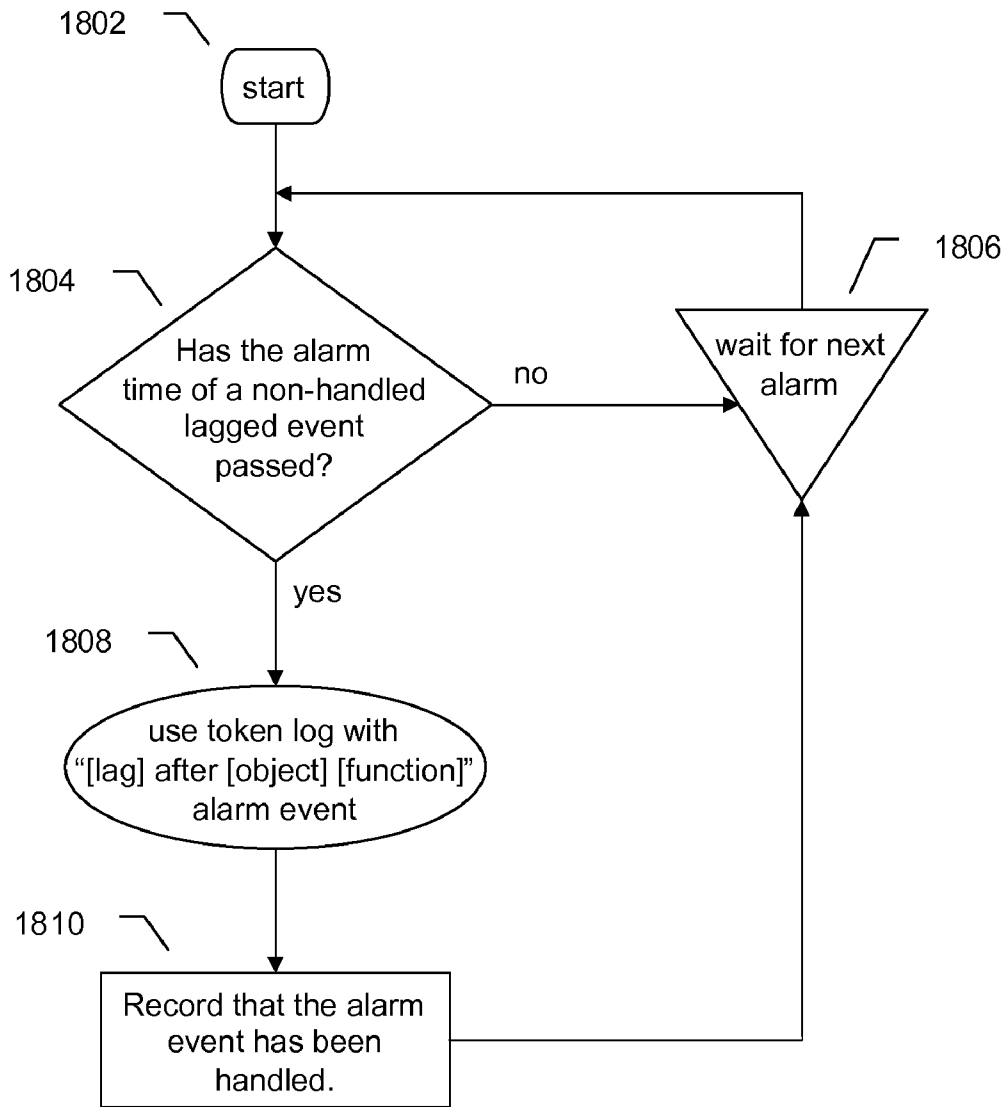 1802
start
1804
1806
Has the alarm
time of a non-handled
lagged event
passed?
no
wait for next
alarm
yes
1808
use token log with
“[lag] after [object] [function]”
alarm event
1810
Record that the alarm
event has been
handled.